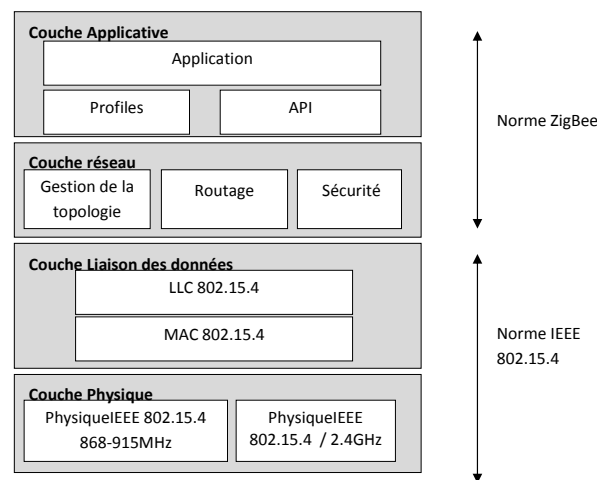 Couche Applicative
Application
Profiles
API
Norme ZigBee
Couche réseau
Gestion de la
topologie
Routage
Sécurité
Couche Liaison des données
LLC 802.15.4
MAC 802.15.4
Norme IEEE
802.15.4
Couche Physique
PhysiqueIEEE 802.15.4
868-915MHz
PhysiqueIEEE
802.15.4 / 2.4GHz